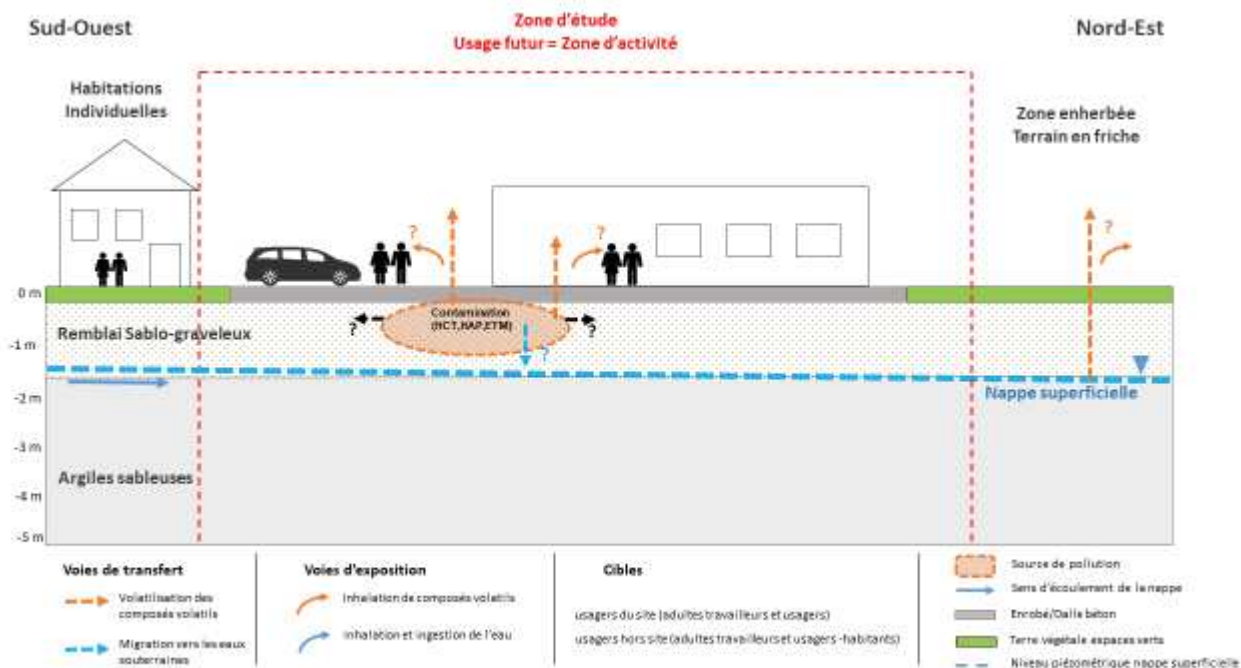 Sud-Ouest
Zone d'étude
Usage futur = Zone d'activité
Nord-Est
Habitations
Individuelles
Zone enherbée
Terrain en friche
?
?
?
0 m
Contamination
(HCT,HAP,ETM)
?
?
Remblai Sablo-graveleux
-1 m
?
-2 m
Nappe superficielle
-3 m
Argiles sableuses
-4 m
-5 m
Voies de transfert
Volatilisation des
composés volatils
Migration vers les eaux
souterraines
Voies d'exposition
Inhalation de composés volatils
Inhalation et ingestion de l'eau
Cibles
usagers du site (adultes travailleurs et usagers)
usagers hors site (adultes travailleurs et usagers -habitants)
Source de pollution
Sens d'écoulement de la nappe
Enrobé/Dalle béton
Terre végétale espaces verts
Niveau piézométrique nappe superficielle